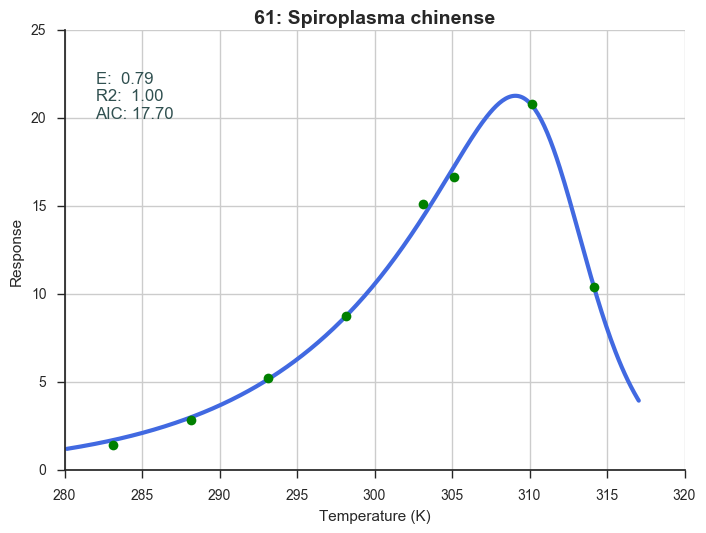 61: Spiroplasma chinense
E: 0.79
R2: 1.00
AIC: 17.70
25
20
15
10
5
0
Response
280 285 290 295 300 305 310 315 320
Temperature (K)